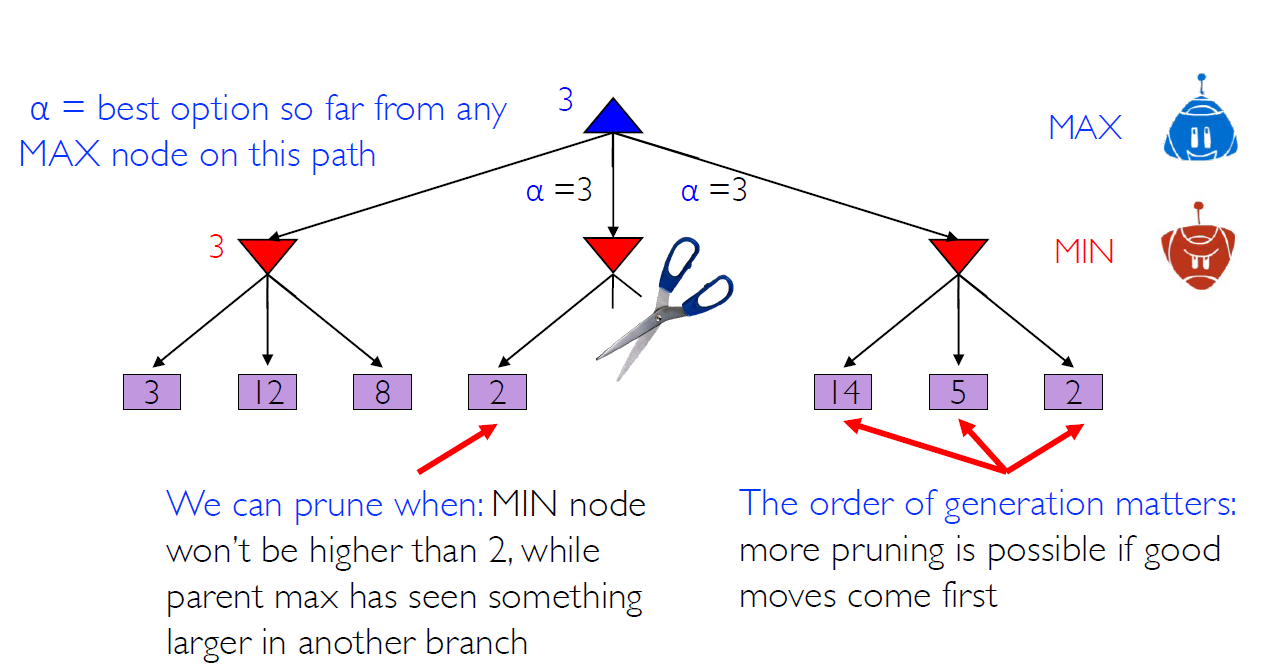 α = best option so far from any
MAX node on this path
3
MAX
α =3
α =3
3
MIN
3
12
8
2
14
5
2
We can prune when: MIN node
won't be higher than 2, while
parent max has seen something
larger in another branch
The order of generation matters:
more pruning is possible if good
moves come first